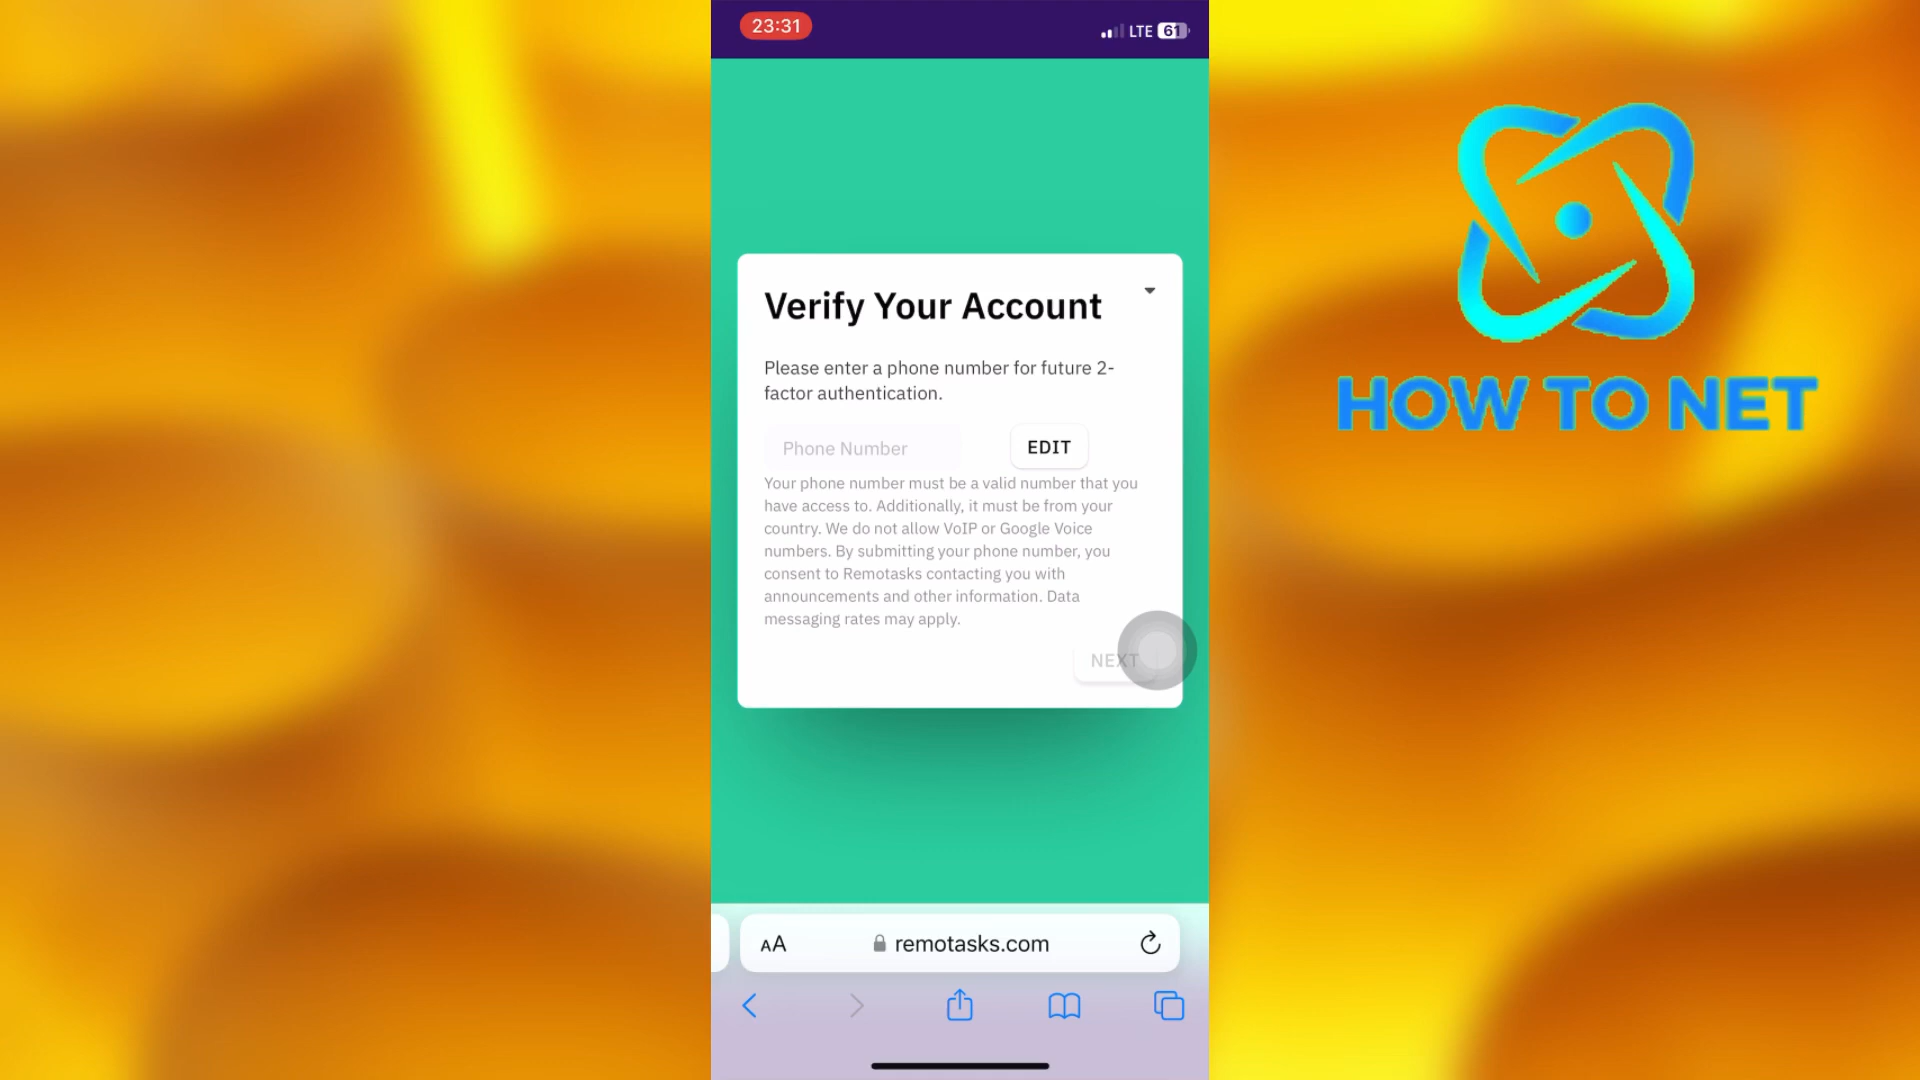 23:31
LTE 61
HOW TO NET
Verify Your Account
Please enter a phone number for future 2-
factor authentication.
Phone Number
EDIT
Your phone number must be a valid number that you
have access to. Additionally, it must be from your
country. We do not allow VoIP or Google Voice
numbers. By submitting your phone number, you
consent to Remotasks contacting you with
announcements and other information. Data
messaging rates may apply.
NEXT
AA
remotasks.com